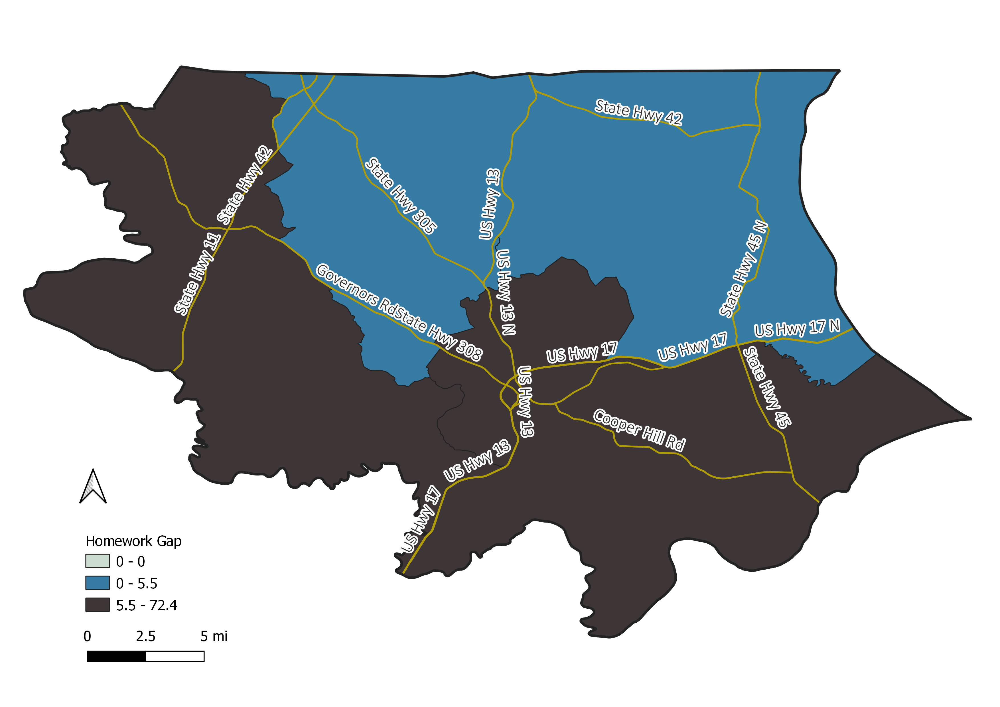 State Hwy 42
State Hwy 42
State Hwy 305
US Hwy 13
State Hwy 11
State Hwy 45 N
Governors Rd
State Hwy 308
US Hwy 13 N
US Hwy 17
US Hwy 17
US Hwy 17 N
State Hwy 45
US Hwy 13
Cooper Hill Rd
US Hwy 13
US Hwy 17
Homework Gap
0 - 0
0 - 5.5
5.5 - 72.4
0 2.5 5 mi